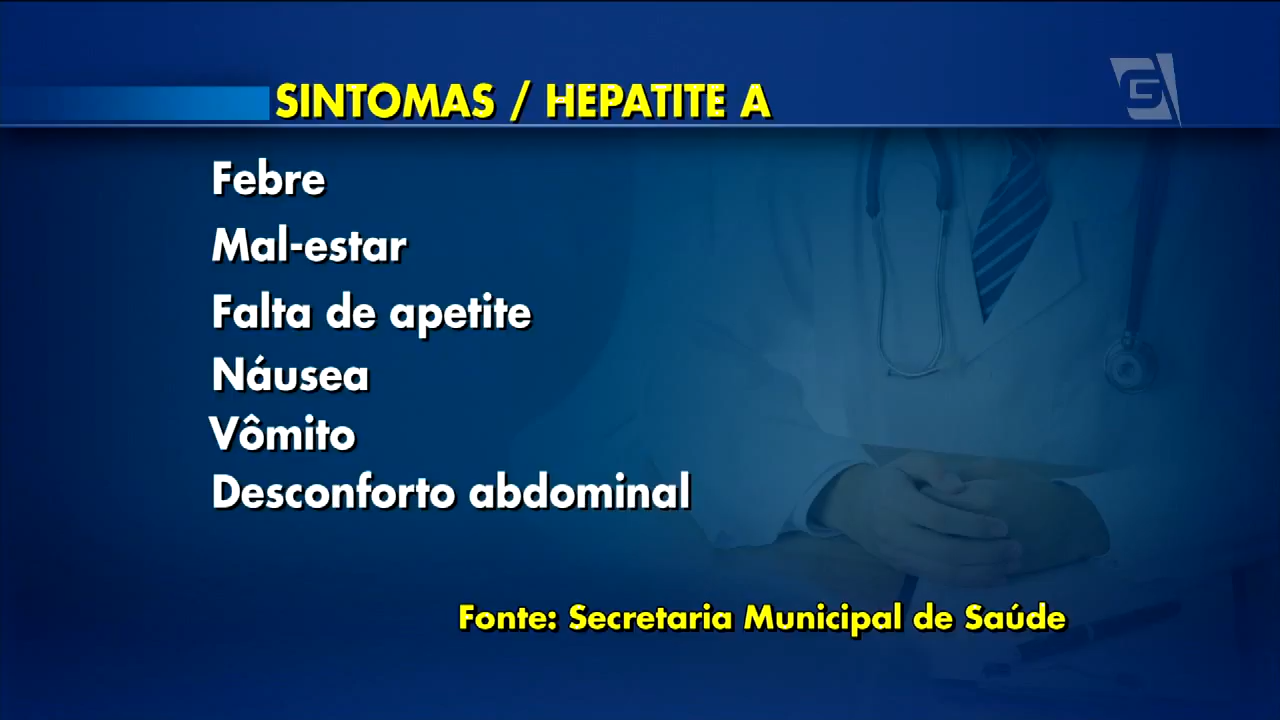 SINTOMAS / HEPATITE A
Febre
Mal-estar
Falta de apetite
Náusea
Vômito
Desconforto abdominal
Fonte: Secretaria Municipal de Saúde